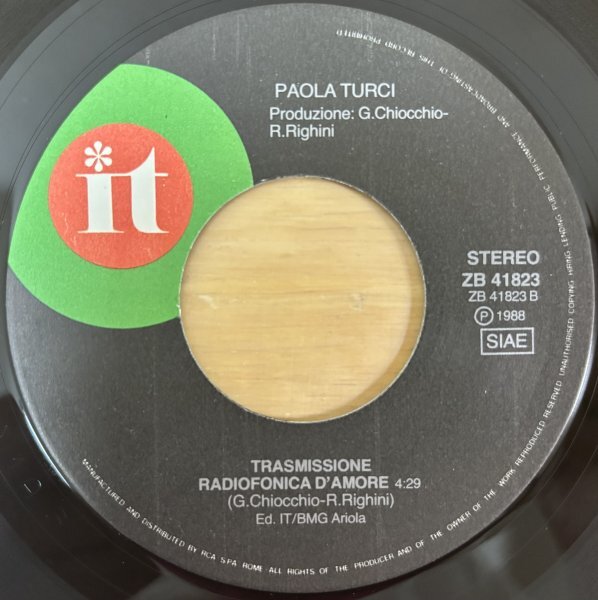 PAOLA TURCI
Produzione: G.Chiocchio-
R.Righini
it
STEREO
ZB 41823
ZB 41823 B
Ⓟ 1988
SIAE
TRASMISSIONE
RADIOFONICA D'AMORE 4:29
(G.Chiocchio-R.Righini)
Ed. IT/BMG Ariola
MANUFACTURED AND DISTRIBUTED BY RCA S.P.A. ROME-ALL RIGHTS OF THE PRODUCER AND OF THE OWNER OF THE WORK REPRODUCED RESERVED UNAUTHORISED COPYING HIRING LENDING PUBLIC PERFORMANCE AND BROADCASTING OF THIS RECORD PROHIBITED